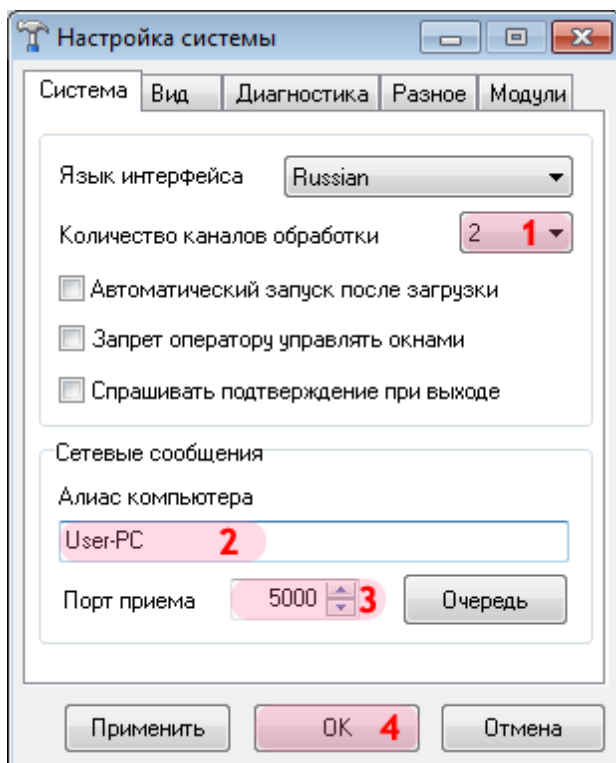 Настройка системы
Система Вид Диагностика Разное Модули
Язык интерфейса Russian
Количество каналов обработки 2 1
Автоматический запуск после загрузки
Запрет оператору управлять окнами
Спрашивать подтверждение при выходе
Сетевые сообщения
Алиас компьютера
User-PC 2
Порт приема 5000 3 Очередь
Применить OK 4 Отмена